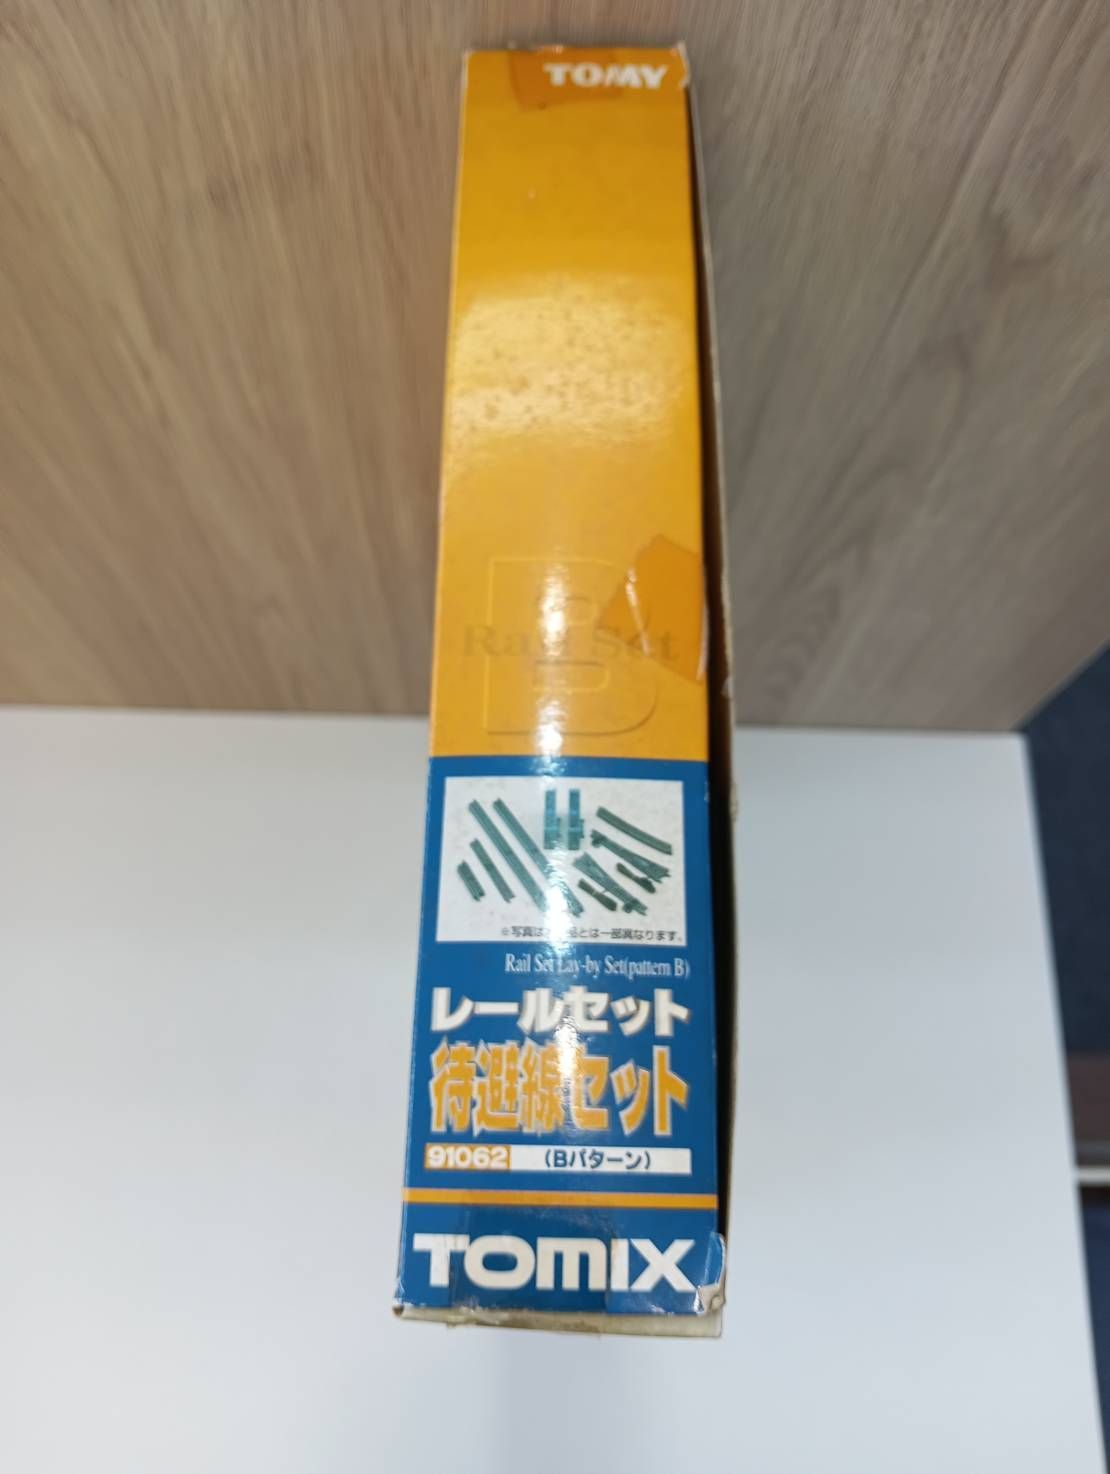 TOMY
B
Rail Set
※写真は製品とは一部異なります。
Rail Set Lay-by Set(pattern B)
レールセット
待避線セット
91062 (Bパターン)
TOMIX